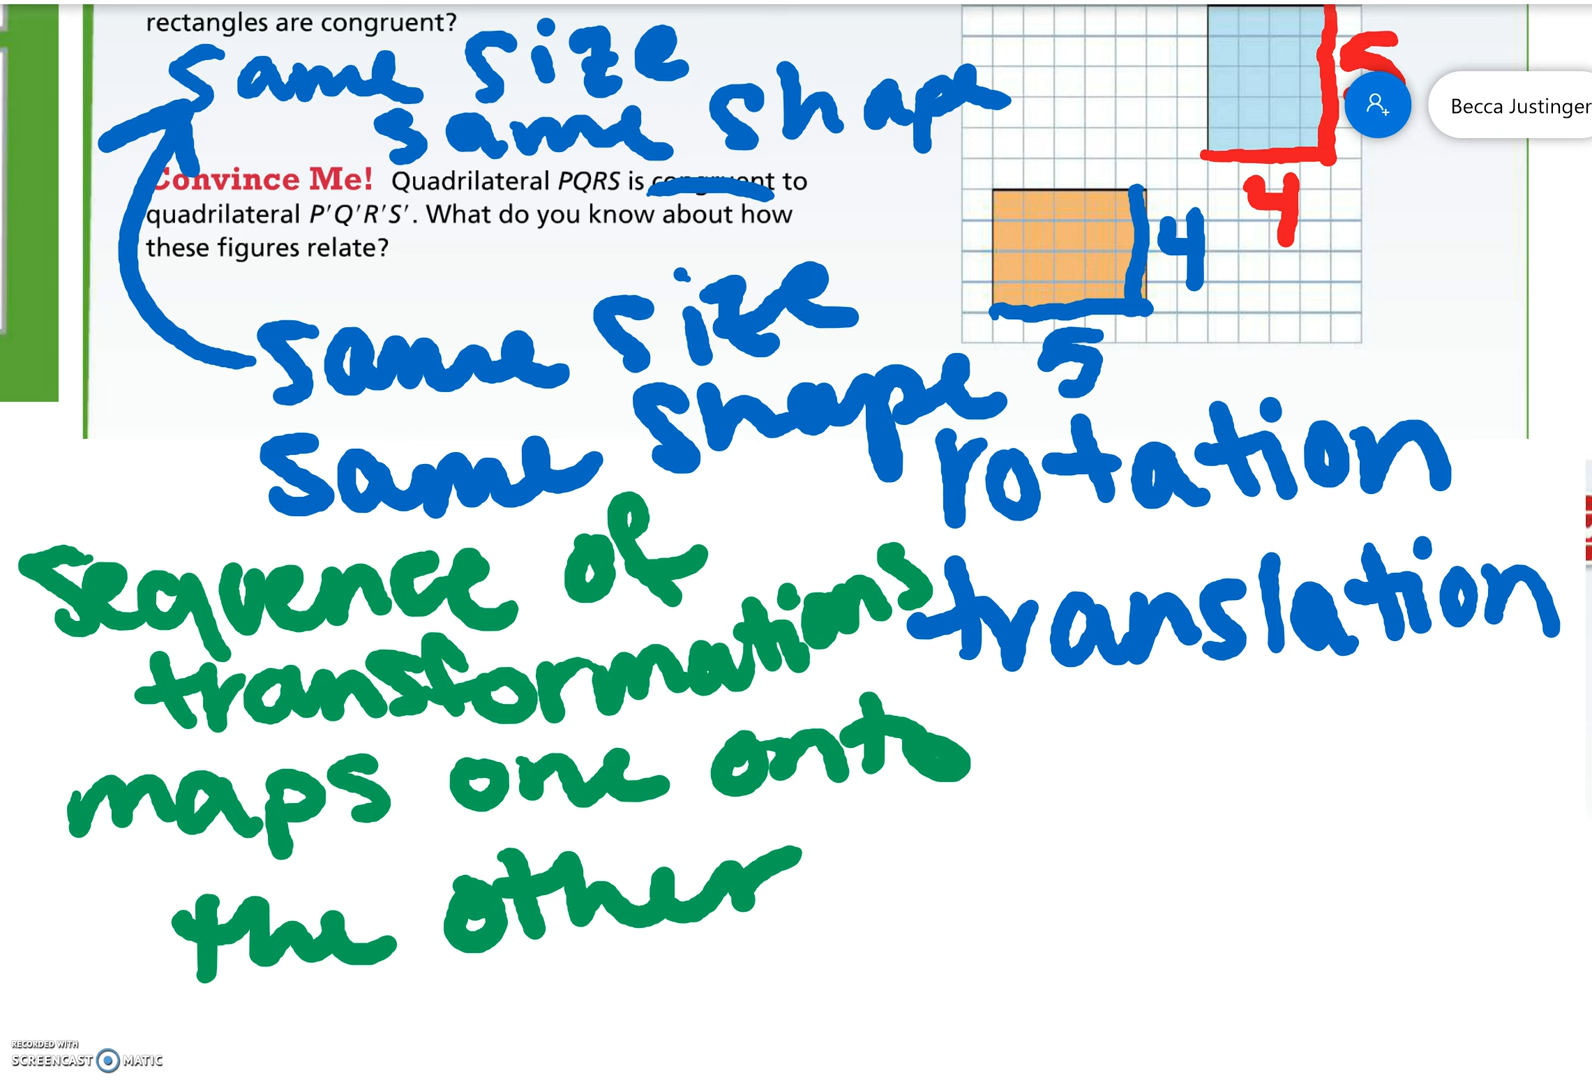 rectangles are congruent?
same size
same shape
5
4
Becca Justinger
Convince Me! Quadrilateral PQRS is congruent to
quadrilateral P'Q'R'S'. What do you know about how
these figures relate?
4
5
same size
same shape
rotation
translation
sequence of
transformations
maps one onto
the other
RECORDED WITH
SCREENCAST MATIC